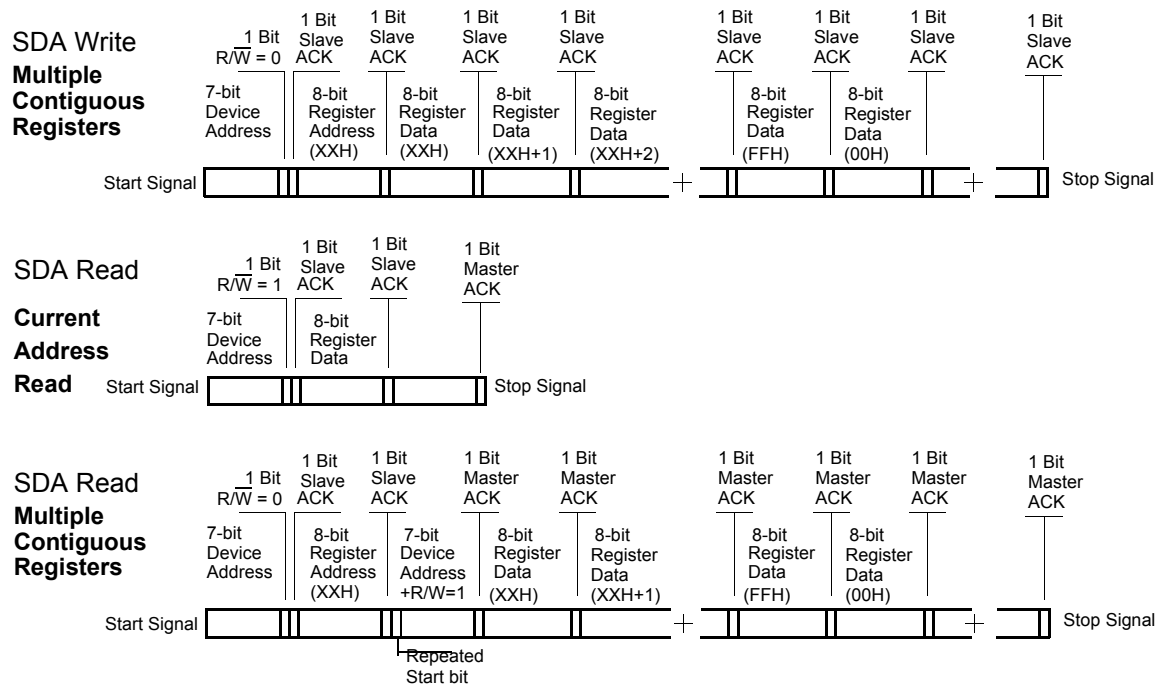 SDA Write
Multiple
Contiguous
Registers
1 Bit
R/W = 0
1 Bit
Slave
ACK
1 Bit
Slave
ACK
1 Bit
Slave
ACK
1 Bit
Slave
ACK
1 Bit
Slave
ACK
1 Bit
Slave
ACK
1 Bit
Slave
ACK
1 Bit
Slave
ACK
7-bit
Device
Address
8-bit
Register
Address
(XXH)
8-bit
Register
Data
(XXH)
8-bit
Register
Data
(XXH+1)
8-bit
Register
Data
(XXH+2)
8-bit
Register
Data
(FFH)
8-bit
Register
Data
(00H)
Start Signal
Stop Signal
SDA Read
Current
Address
Read
1 Bit
R/W = 1
1 Bit
Slave
ACK
1 Bit
Slave
ACK
1 Bit
Master
ACK
7-bit
Device
Address
8-bit
Register
Data
Start Signal
Stop Signal
SDA Read
Multiple
Contiguous
Registers
1 Bit
R/W = 0
1 Bit
Slave
ACK
1 Bit
Slave
ACK
1 Bit
Master
ACK
1 Bit
Master
ACK
1 Bit
Master
ACK
1 Bit
Master
ACK
1 Bit
Master
ACK
1 Bit
Master
ACK
7-bit
Device
Address
8-bit
Register
Address
(XXH)
7-bit
Device
Address
+R/W=1
8-bit
Register
Data
(XXH)
8-bit
Register
Data
(XXH+1)
8-bit
Register
Data
(FFH)
8-bit
Register
Data
(00H)
Start Signal
Stop Signal
Repeated
Start bit